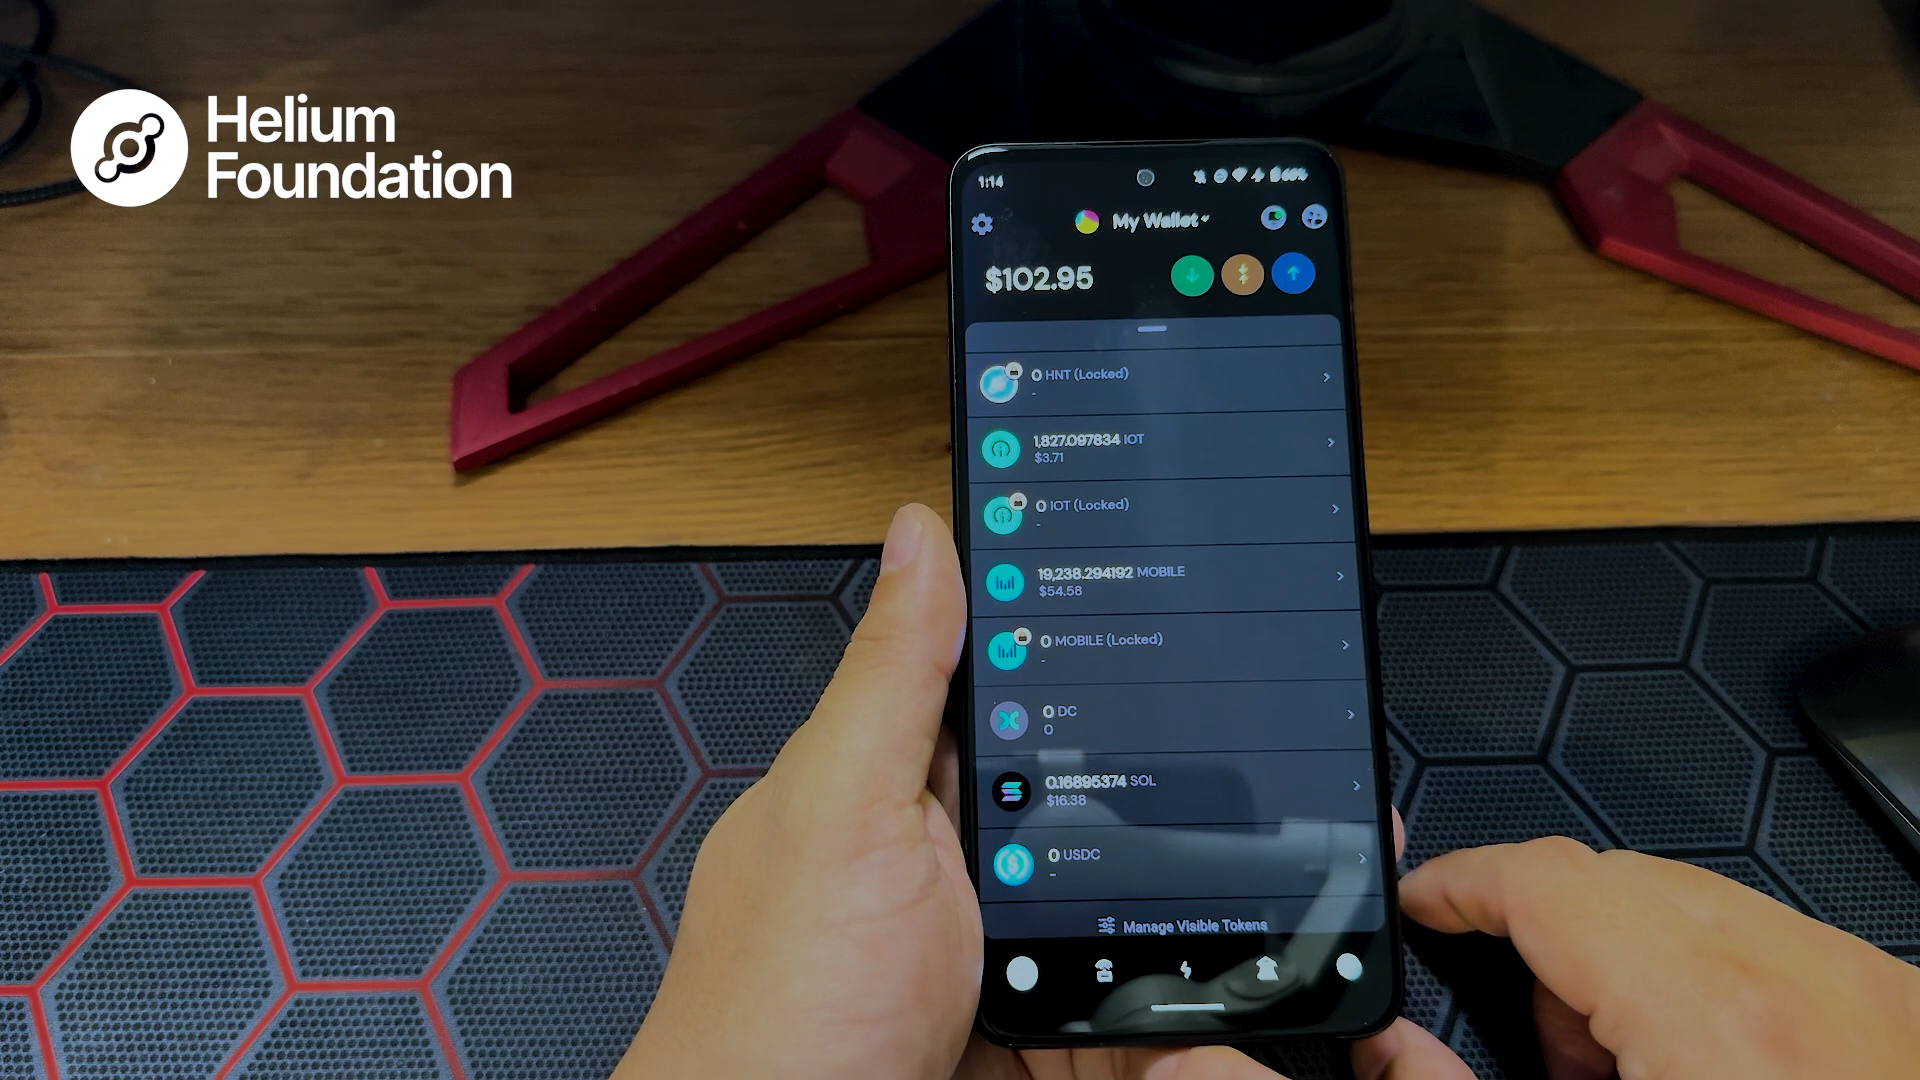 Helium
Foundation
1:14
66%
My Wallet
$102.95
0 HNT (Locked)
-
1,827.097834 IOT
$3.71
0 IOT (Locked)
-
19,238.294192 MOBILE
$54.58
0 MOBILE (Locked)
-
0 DC
0
0.16895374 SOL
$16.38
0 USDC
-
Manage Visible Tokens